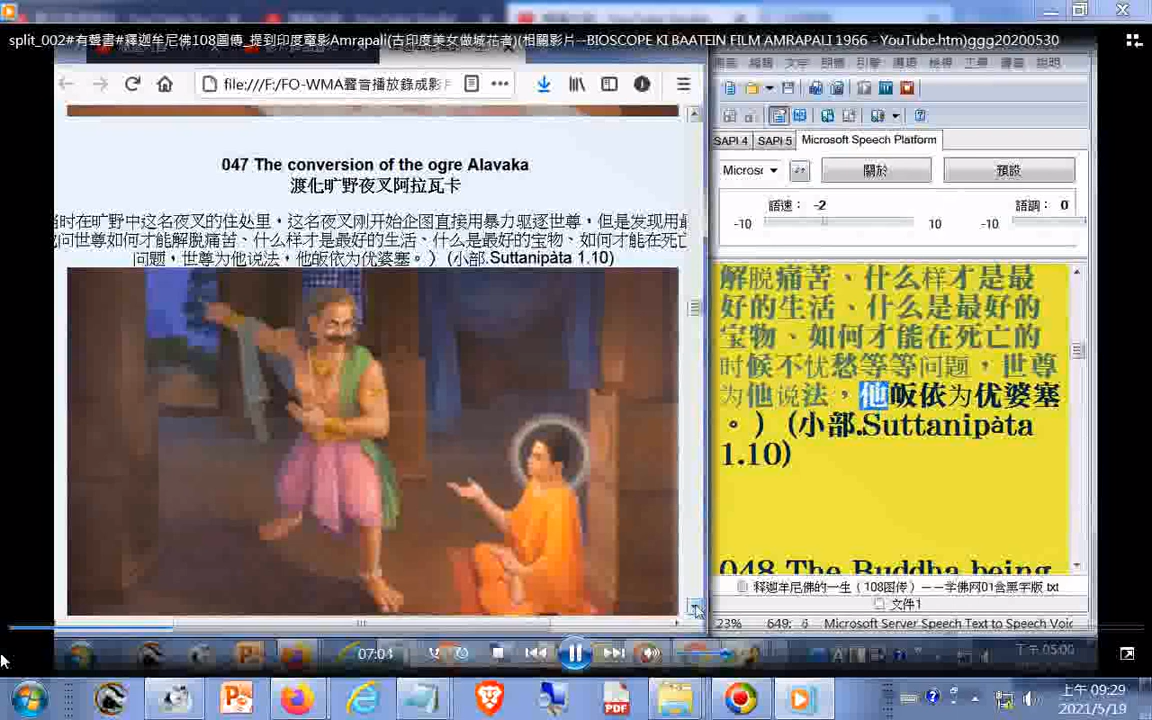 split_002#有聲書#釋迦牟尼佛108圖傳_提到印度電影Amrapali(古印度美女做城花者)(相關影片--BIOSCOPE KI BAATEIN FILM AMRAPALI 1966 - YouTube.htm)ggg20200530
file:///F:/FO-WMA聲音播放錄成影
047 The conversion of the ogre Alavaka
渡化旷野夜叉阿拉瓦卡
当时在旷野中这名夜叉的住处里，这名夜叉刚开始企图直接用暴力驱逐世尊，但是发现用最
问世尊如何才能解脱痛苦、什么样才是最好的生活、什么是最好的宝物、如何才能在死亡
问题，世尊为他说法，他皈依为优婆塞。）(小部.Suttanipàta 1.10)
SAPI 4
SAPI 5
Microsoft Speech Platform
Micros
關於
預設
語速： -2
語調： 0
-10
10
-10
解脱痛苦、什么样才是最
好的生活、什么是最好的
宝物、如何才能在死亡的
时候不忧愁等等问题，世尊
为他说法，他皈依为优婆塞
。）(小部.Suttanipàta
1.10)
048 The Buddha being
释迦牟尼佛的一生（108图传）——学佛网01含黑字版.txt
文件1
23%
649; 6
Microsoft Server Speech Text to Speech Voic
07:04
下午 05:00
上午 09:29
2021/5/19